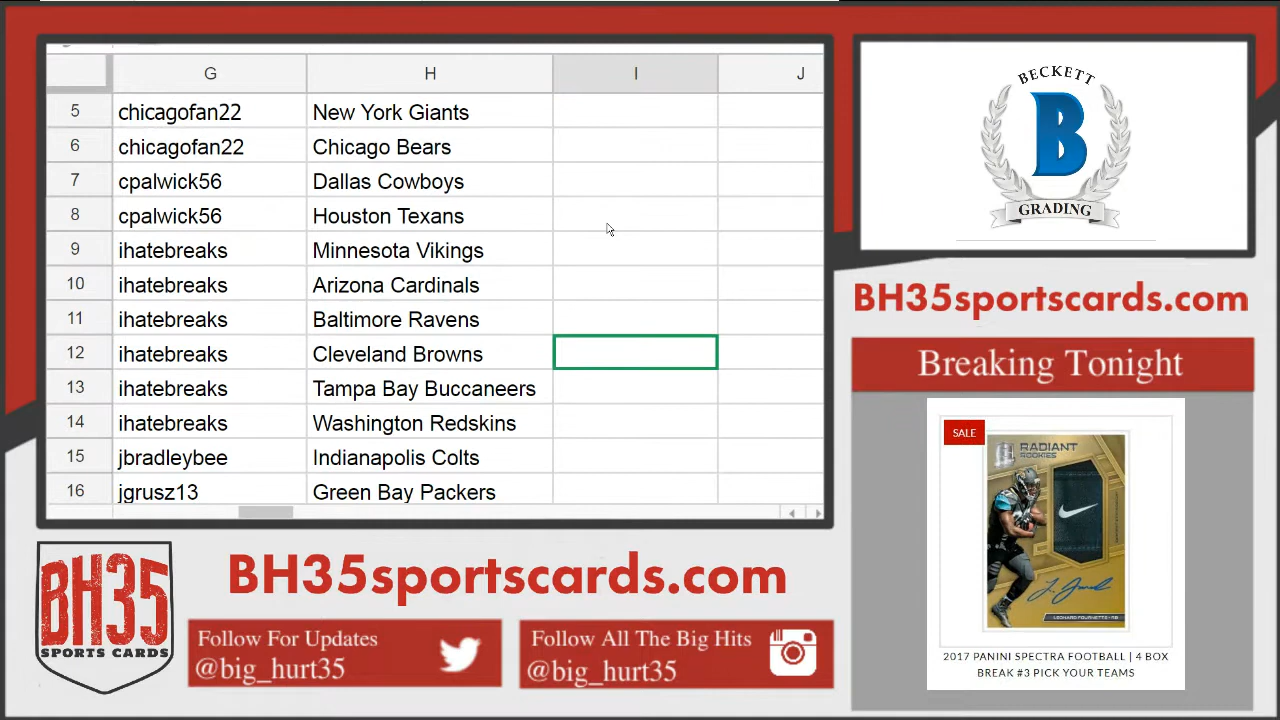 G H I J
5 chicagofan22 New York Giants
6 chicagofan22 Chicago Bears
7 cpalwick56 Dallas Cowboys
8 cpalwick56 Houston Texans
9 ihatebreaks Minnesota Vikings
10 ihatebreaks Arizona Cardinals
11 ihatebreaks Baltimore Ravens
12 ihatebreaks Cleveland Browns
13 ihatebreaks Tampa Bay Buccaneers
14 ihatebreaks Washington Redskins
15 jbradleybee Indianapolis Colts
16 jgrusz13 Green Bay Packers
BECKETT
B
GRADING
BH35sportscards.com
Breaking Tonight
SALE
RADIANT
ROOKIES
LEONARD FOURNETTE - RB
2017 PANINI SPECTRA FOOTBALL | 4 BOX
BREAK #3 PICK YOUR TEAMS
BH35
SPORTS CARDS
BH35sportscards.com
Follow For Updates
@big_hurt35
Follow All The Big Hits
@big_hurt35